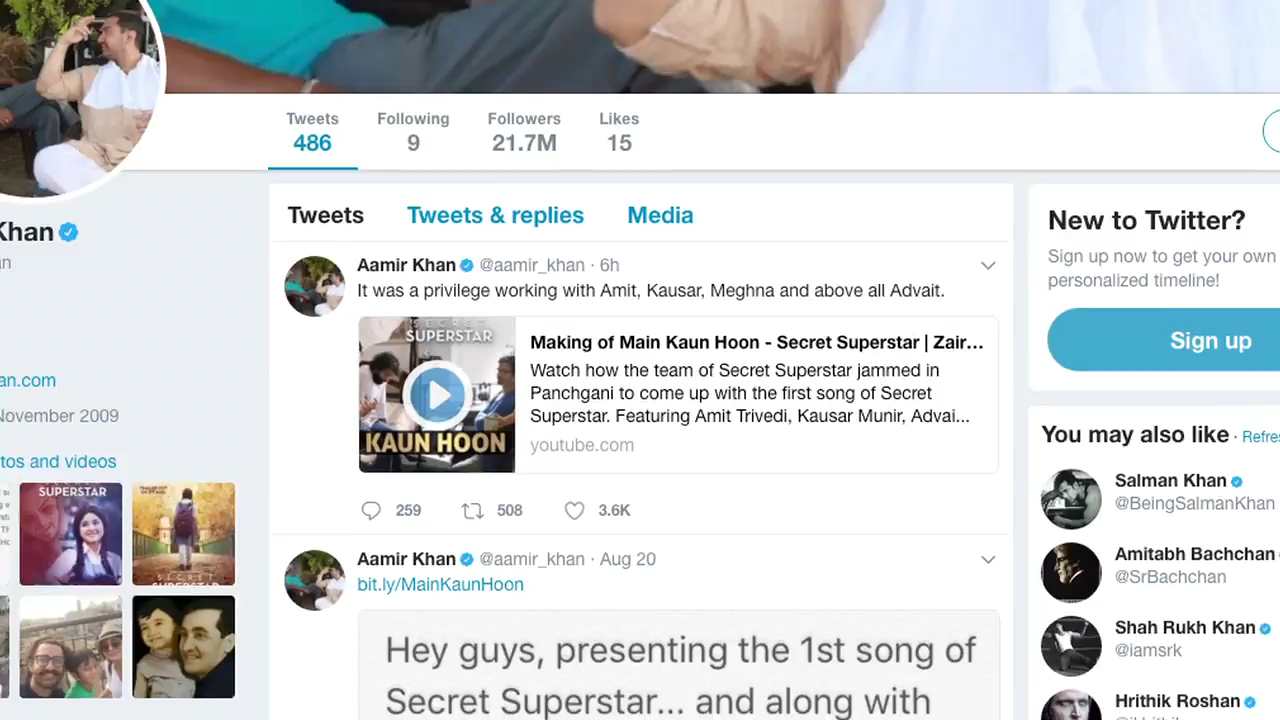 Tweets Following Followers Likes
486 9 21.7M 15
Khan
an
an.com
November 2009
tos and videos
SUPERSTAR
Tweets Tweets & replies Media
Aamir Khan @aamir_khan · 6h
It was a privilege working with Amit, Kausar, Meghna and above all Advait.
SECRET
SUPERSTAR
KAUN HOON
Making of Main Kaun Hoon - Secret Superstar | Zair...
Watch how the team of Secret Superstar jammed in
Panchgani to come up with the first song of Secret
Superstar. Featuring Amit Trivedi, Kausar Munir, Advai...
youtube.com
259 508 3.6K
Aamir Khan @aamir_khan · Aug 20
bit.ly/MainKaunHoon
Hey guys, presenting the 1st song of
Secret Superstar... and along with
New to Twitter?
Sign up now to get your own
personalized timeline!
Sign up
You may also like · Refres
Salman Khan
@BeingSalmanKhan
Amitabh Bachchan
@SrBachchan
Shah Rukh Khan
@iamsrk
Hrithik Roshan